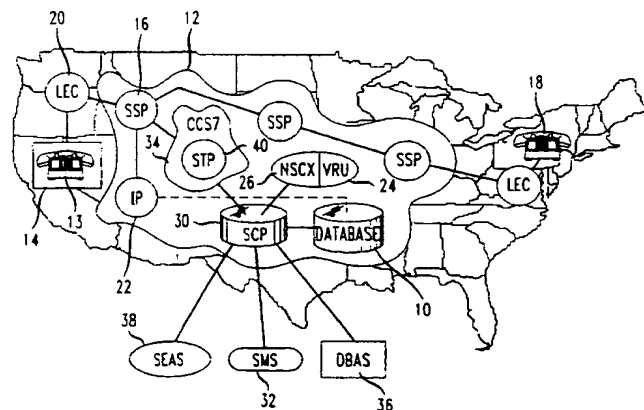 20
16
12
18
LEC
SSP
CCS7
SSP
34
STP
40
SSP
26
NSCX
VRU
24
LEC
14
13
IP
30
SCP
DATABASE
22
10
38
SEAS
SMS
32
DBAS
36